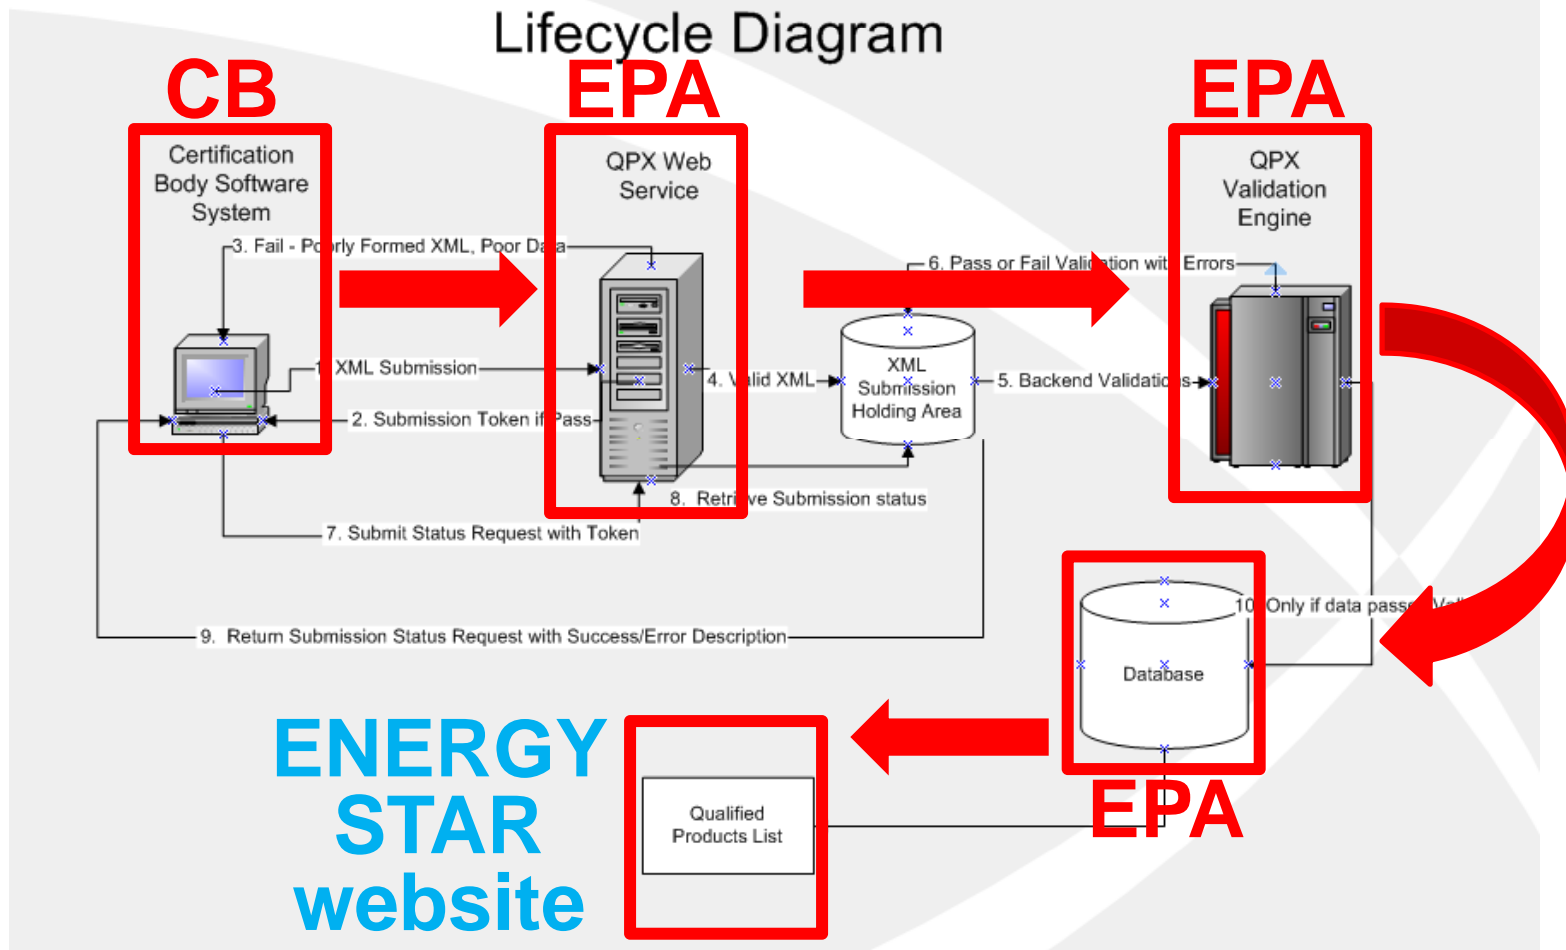 Lifecycle Diagram
CB
EPA
EPA
Certification
Body Software
System
QPX Web
Service
QPX
Validation
Engine
3. Fail - Poorly Formed XML, Poor Data
6. Pass or Fail Validation with Errors
1. XML Submission
4. Valid XML
XML
Submission
Holding Area
5. Backend Validations
2. Submission Token if Pass
8. Retrieve Submission status
7. Submit Status Request with Token
10. Only if data passes
9. Return Submission Status Request with Success/Error Description
Database
ENERGY
STAR
website
Qualified
Products List
EPA